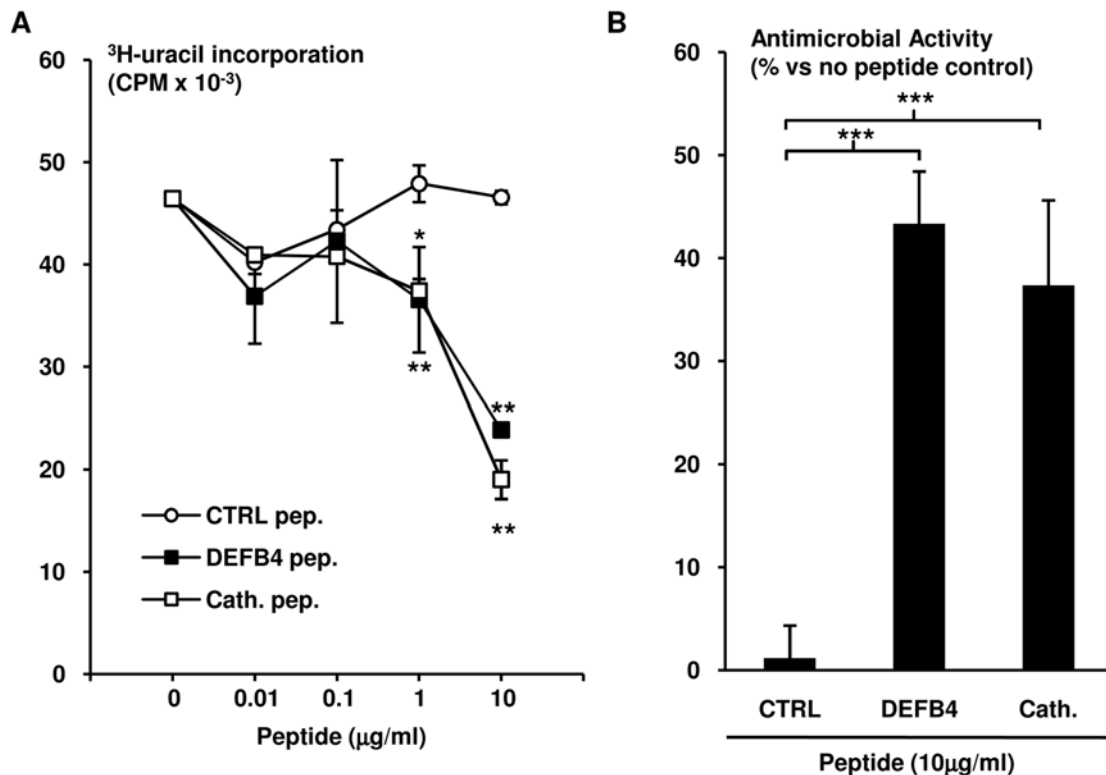 A
³H-uracil incorporation
(CPM x 10⁻³)
60
50
40
30
20
10
0
*
**
**
**
CTRL pep.
DEFB4 pep.
Cath. pep.
0 0.01 0.1 1 10
Peptide (µg/ml)
B
Antimicrobial Activity
(% vs no peptide control)
60
50
40
30
20
10
0
***
***
CTRL DEFB4 Cath.
Peptide (10µg/ml)